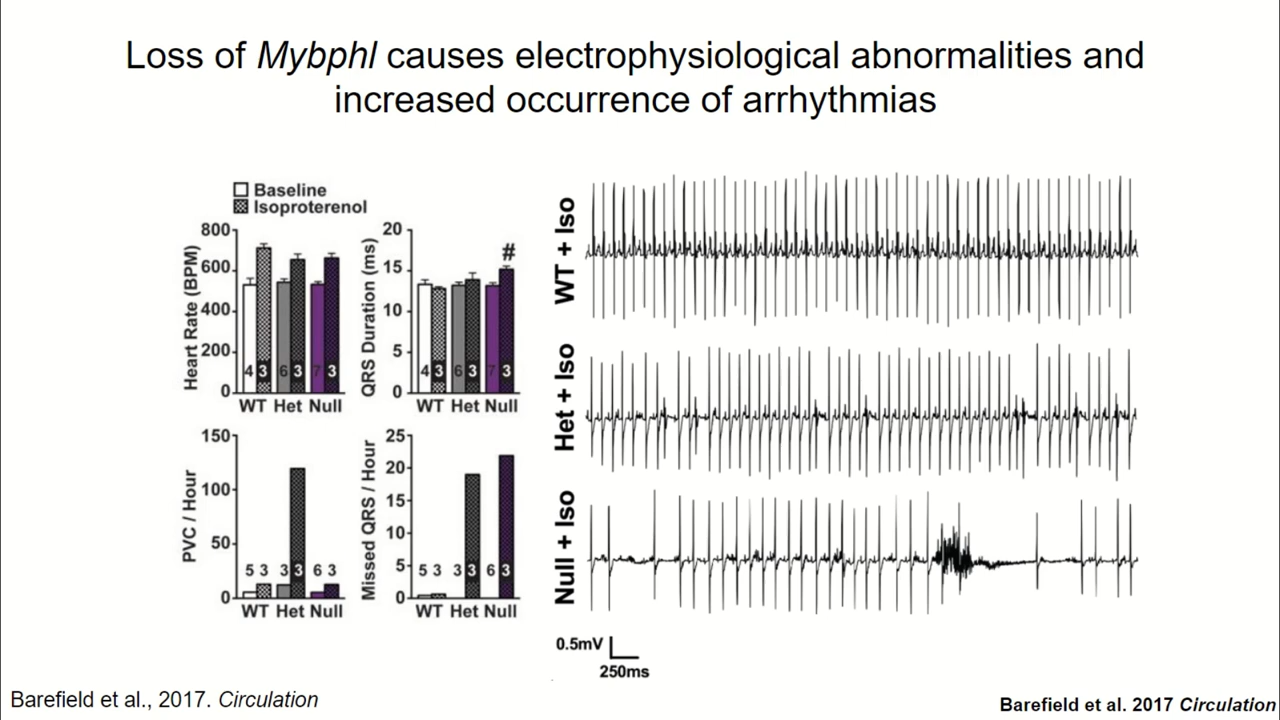 Loss of Mybphl causes electrophysiological abnormalities and
increased occurrence of arrhythmias
Baseline
Isoproterenol
Heart Rate (BPM)
800
600
400
200
0
4 3 6 3 7 3
WT Het Null
QRS Duration (ms)
20
15
10
5
0
#
4 3 6 3 7 3
WT Het Null
PVC / Hour
150
100
50
0
5 3 3 3 6 3
WT Het Null
Missed QRS / Hour
25
20
15
10
5
0
5 3 3 3 6 3
WT Het Null
WT + Iso
Het + Iso
Null + Iso
0.5mV
250ms
Barefield et al., 2017. Circulation
Barefield et al. 2017 Circulation